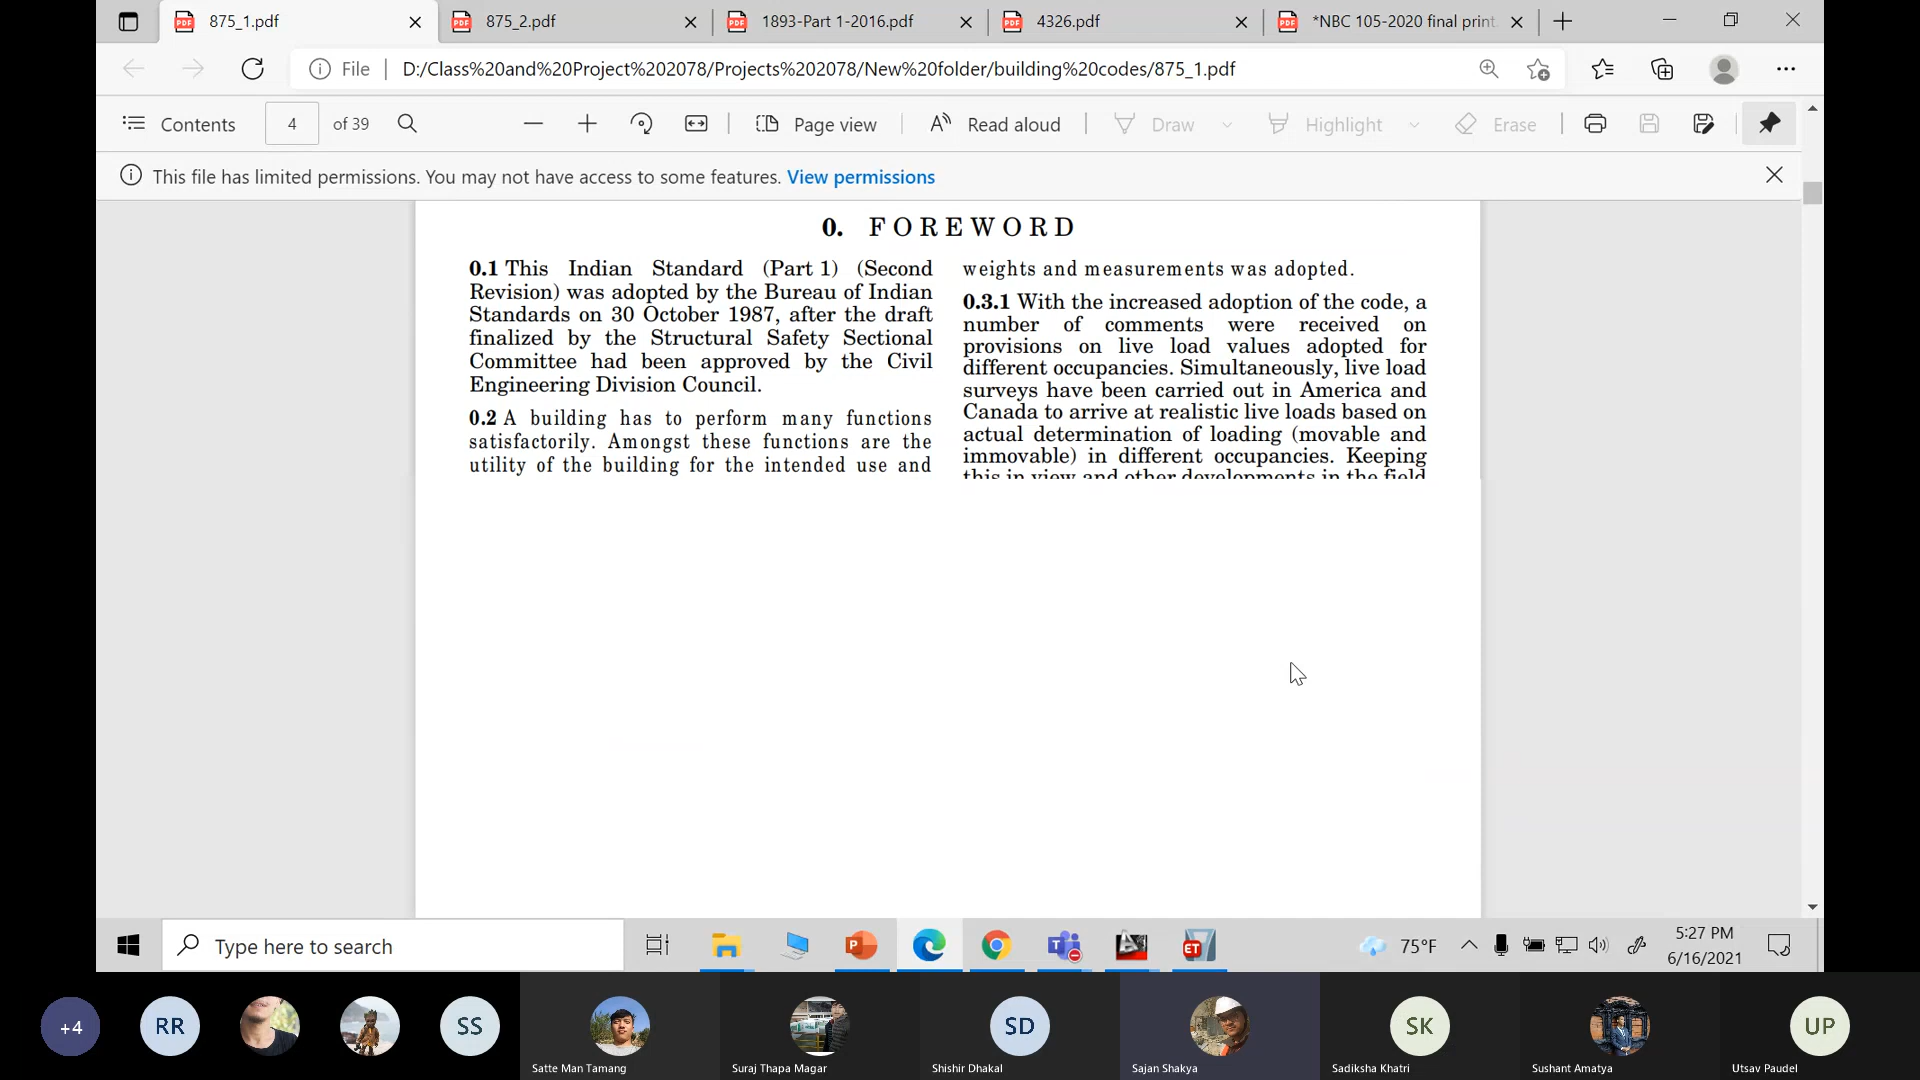 875_1.pdf
875_2.pdf
1893-Part 1-2016.pdf
4326.pdf
*NBC 105-2020 final print.
File
D:/Class%20and%20Project%202078/Projects%202078/New%20folder/building%20codes/875_1.pdf
Contents
4
of 39
Page view
Read aloud
Draw
Highlight
Erase
This file has limited permissions. You may not have access to some features. View permissions
0. FOREWORD
0.1 This Indian Standard (Part 1) (Second
Revision) was adopted by the Bureau of Indian
Standards on 30 October 1987, after the draft
finalized by the Structural Safety Sectional
Committee had been approved by the Civil
Engineering Division Council.
0.2 A building has to perform many functions
satisfactorily. Amongst these functions are the
utility of the building for the intended use and
weights and measurements was adopted.
0.3.1 With the increased adoption of the code, a
number of comments were received on
provisions on live load values adopted for
different occupancies. Simultaneously, live load
surveys have been carried out in America and
Canada to arrive at realistic live loads based on
actual determination of loading (movable and
immovable) in different occupancies. Keeping
this in view and other developments in the field
Type here to search
75°F
5:27 PM
6/16/2021
+4
RR
SS
Satte Man Tamang
Suraj Thapa Magar
SD
Shishir Dhakal
Sajan Shakya
SK
Sadiksha Khatri
Sushant Amatya
UP
Utsav Paudel